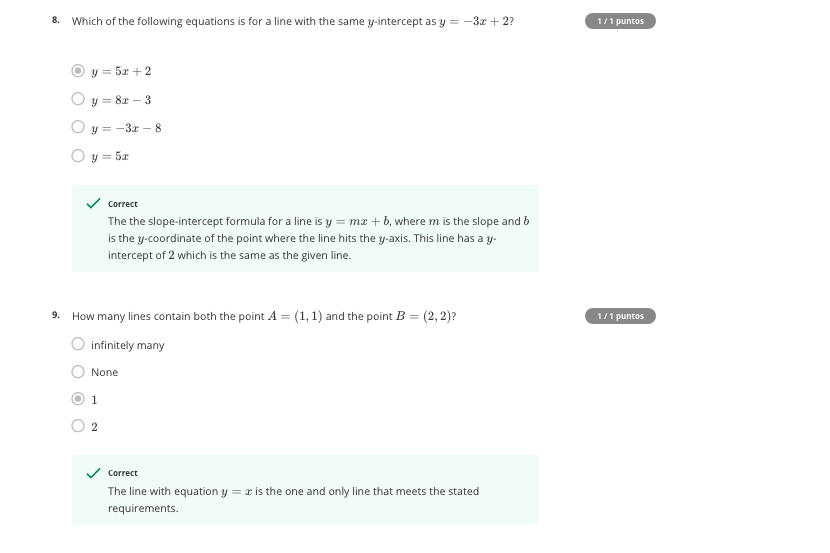 8. Which of the following equations is for a line with the same y-intercept as y = −3x + 2? 1 / 1 puntos
y = 5x + 2
y = 8x − 3
y = −3x − 8
y = 5x
Correct
The the slope-intercept formula for a line is y = mx + b, where m is the slope and b
is the y-coordinate of the point where the line hits the y-axis. This line has a y-
intercept of 2 which is the same as the given line.
9. How many lines contain both the point A = (1, 1) and the point B = (2, 2)? 1 / 1 puntos
infinitely many
None
1
2
Correct
The line with equation y = x is the one and only line that meets the stated
requirements.